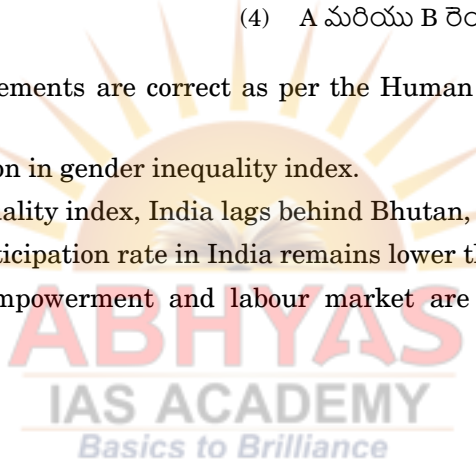 (4) A మరియు B
ements are correct as per the Human
on in gender inequality index.
ality index, India lags behind Bhutan,
ticipation rate in India remains lower
mpowerment and labour market are
ABHYAS
IAS ACADEMY
Basics to Brilliance